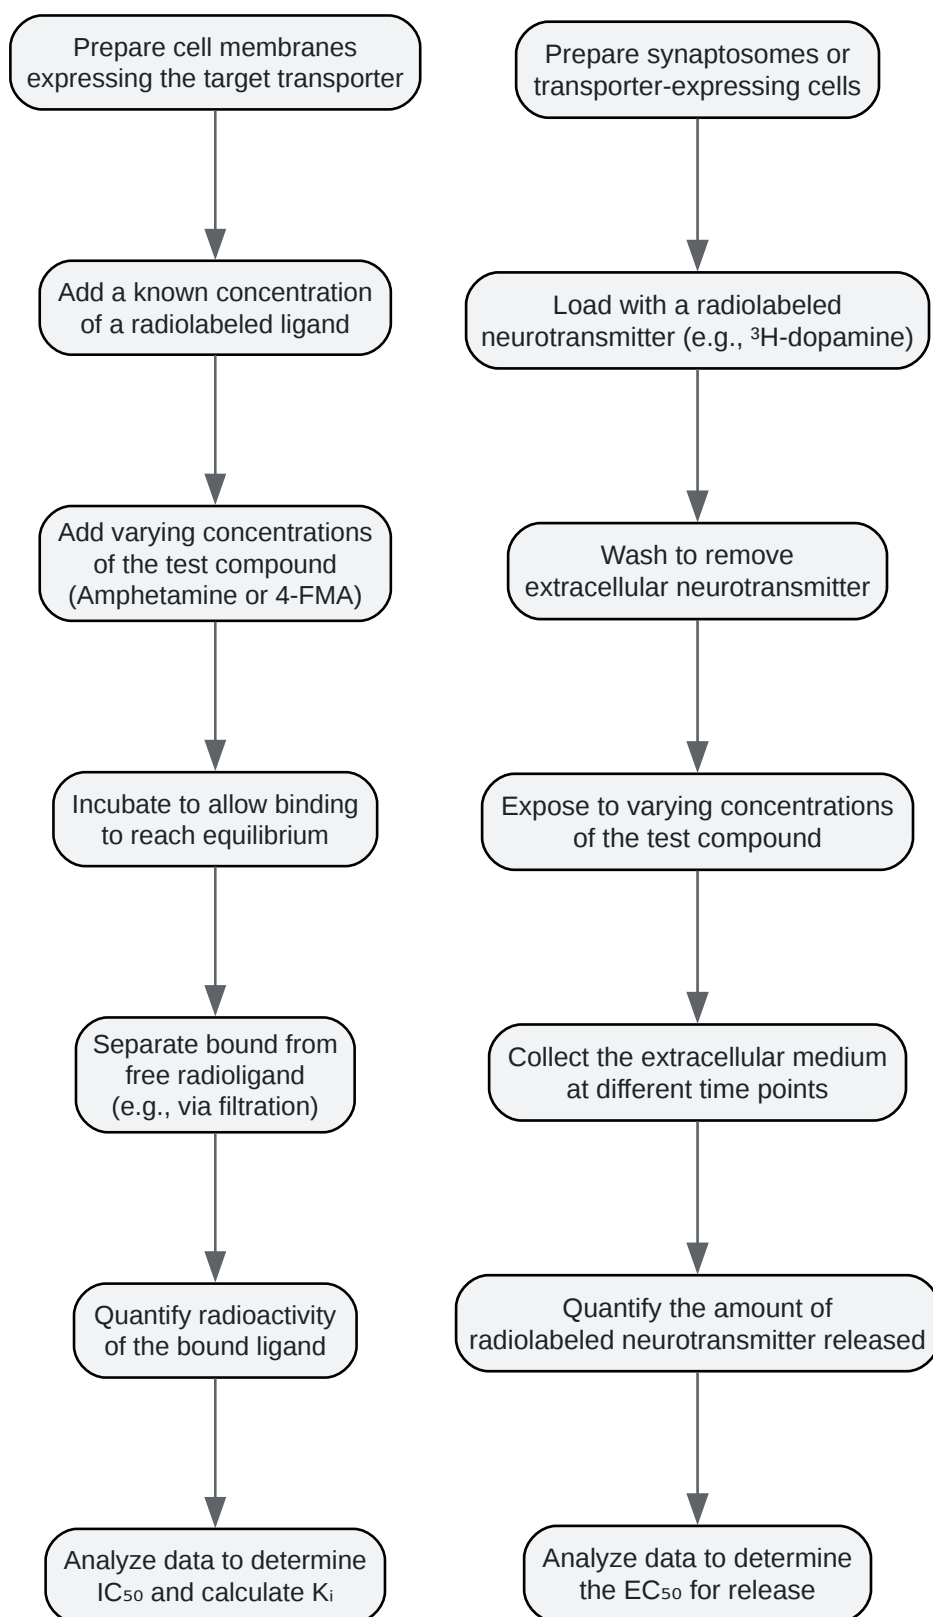 Prepare cell membranes
expressing the target transporter
Add a known concentration
of a radiolabeled ligand
Add varying concentrations
of the test compound
(Amphetamine or 4-FMA)
Incubate to allow binding
to reach equilibrium
Separate bound from
free radioligand
(e.g., via filtration)
Quantify radioactivity
of the bound ligand
Analyze data to determine
IC₅₀ and calculate Kᵢ
Prepare synaptosomes or
transporter-expressing cells
Load with a radiolabeled
neurotransmitter (e.g., ³H-dopamine)
Wash to remove
extracellular neurotransmitter
Expose to varying concentrations
of the test compound
Collect the extracellular medium
at different time points
Quantify the amount of
radiolabeled neurotransmitter released
Analyze data to determine
the EC₅₀ for release